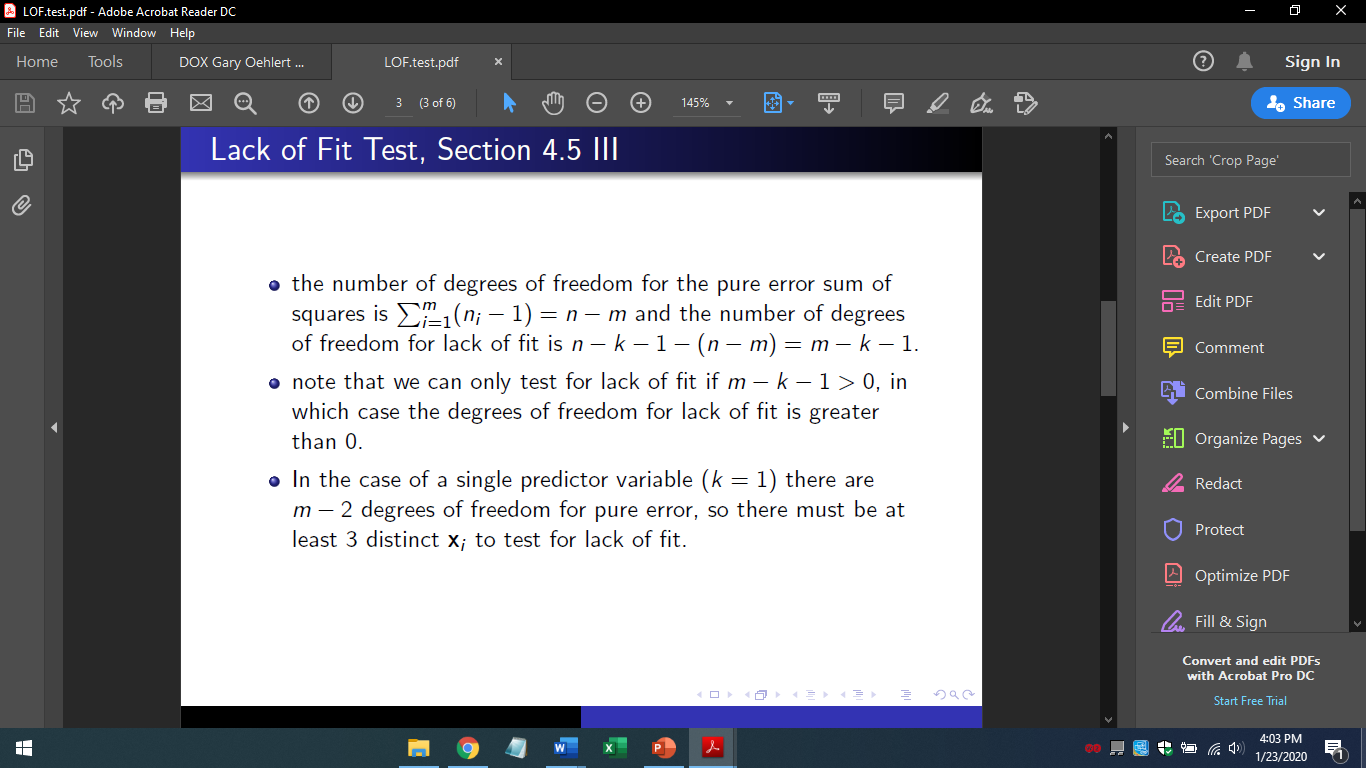 LOF.test.pdf - Adobe Acrobat Reader DC
File Edit View Window Help
Home Tools DOX Gary Oehlert ... LOF.test.pdf × Sign In
3 (3 of 6) 145% Share
Lack of Fit Test, Section 4.5 III
the number of degrees of freedom for the pure error sum of
squares is ∑ᵐᵢ₌₁(nᵢ − 1) = n − m and the number of degrees
of freedom for lack of fit is n − k − 1 − (n − m) = m − k − 1.
note that we can only test for lack of fit if m − k − 1 > 0, in
which case the degrees of freedom for lack of fit is greater
than 0.
In the case of a single predictor variable (k = 1) there are
m − 2 degrees of freedom for pure error, so there must be at
least 3 distinct xᵢ to test for lack of fit.
Search 'Crop Page'
Export PDF
Create PDF
Edit PDF
Comment
Combine Files
Organize Pages
Redact
Protect
Optimize PDF
Fill & Sign
Convert and edit PDFs
with Acrobat Pro DC
Start Free Trial
4:03 PM
1/23/2020
1